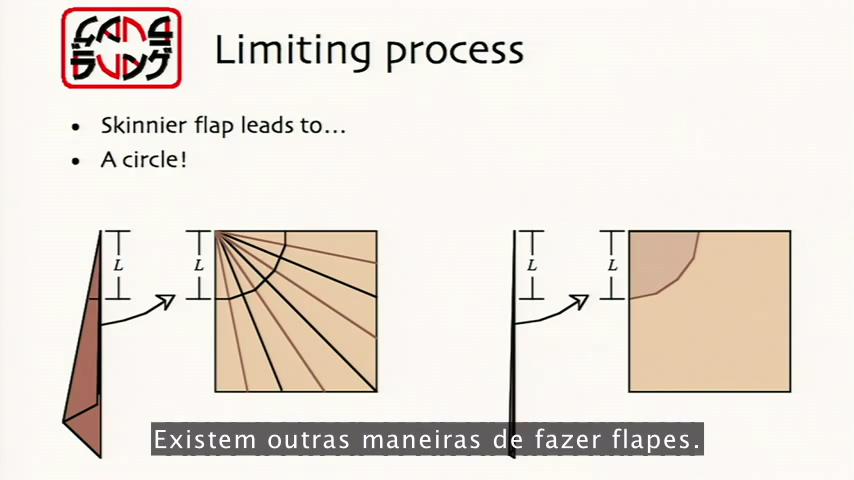 Limiting process
• Skinnier flap leads to...
• A circle!
L
L
L
L
Existem outras maneiras de fazer flapes.